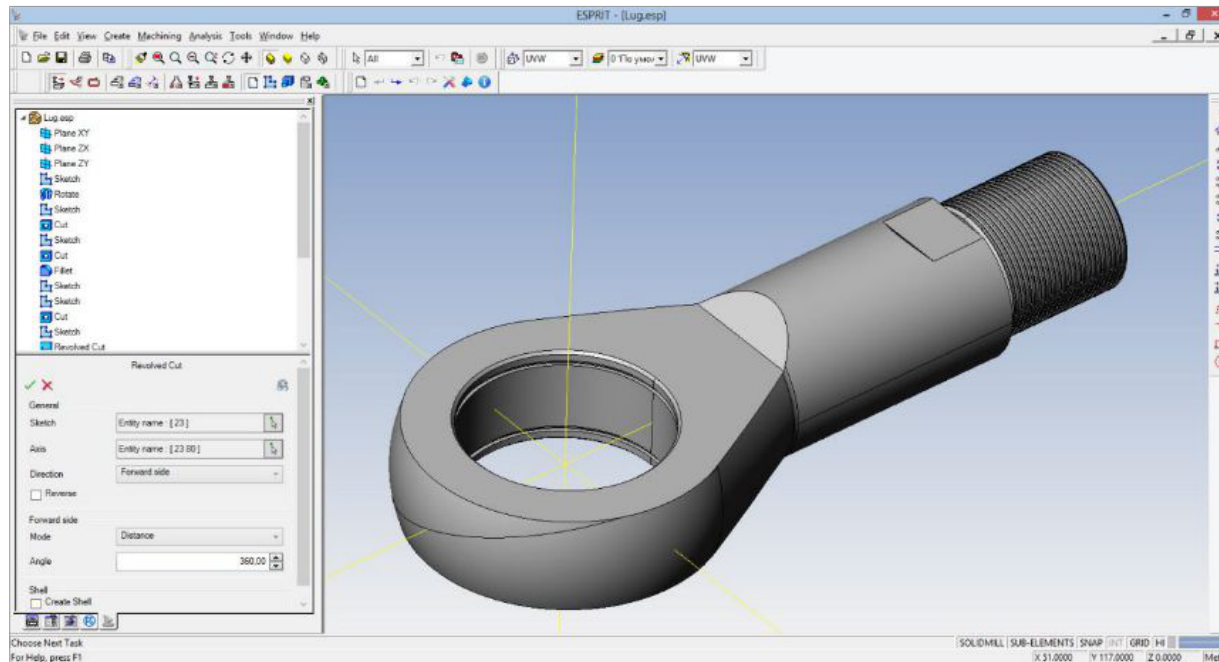 ESPRIT - [Lug.esp]
File Edit View Create Machining Analysis Tools Window Help
All
UVW
0 'По умол
UVW
Lug.esp
Plane XY
Plane ZX
Plane ZY
Sketch
Rotate
Sketch
Cut
Sketch
Cut
Fillet
Sketch
Sketch
Cut
Sketch
Revolved Cut
Revolved Cut
General
Sketch Entity name : [ 23 ]
Axis Entity name : [ 23 80 ]
Direction Forward side
Reverse
Forward side
Mode Distance
Angle 360,00
Shell
Create Shell
Choose Next Task
SOLIDMILL SUB-ELEMENTS SNAP INT GRID HI
For Help, press F1
X 51.0000 Y 117.0000 Z 0.0000 Met